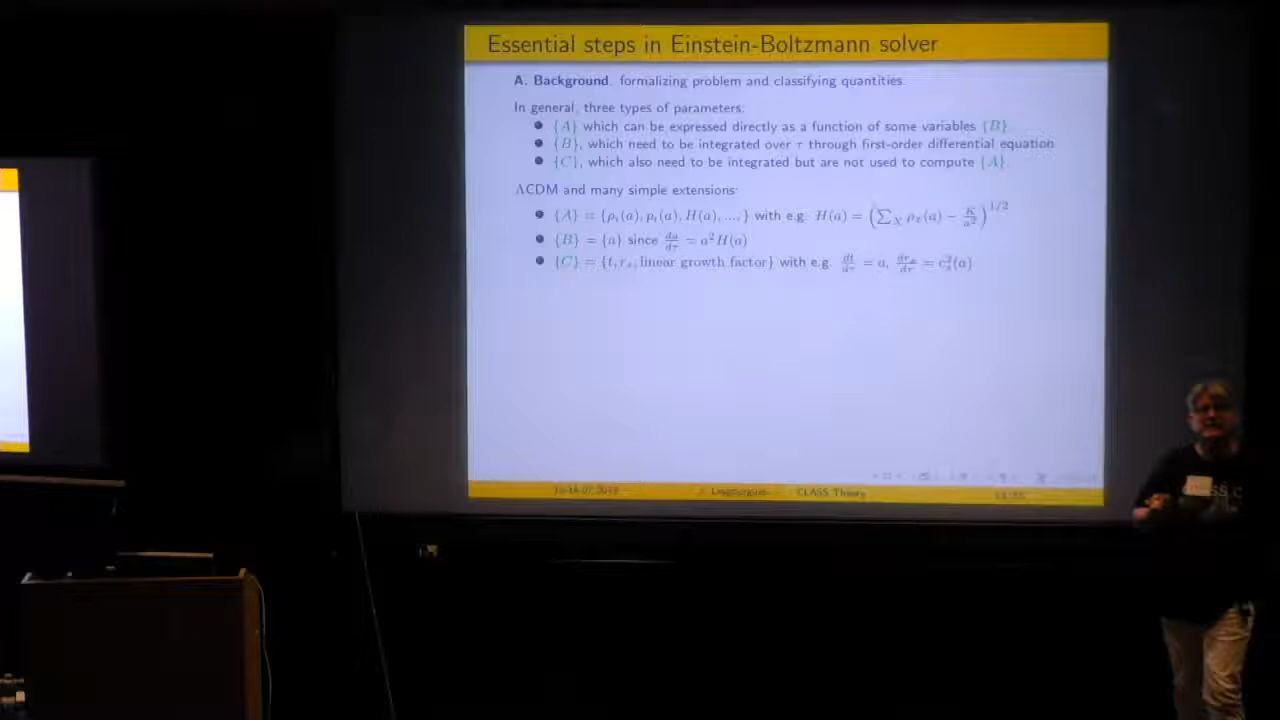 Essential steps in Einstein-Boltzmann solver
A. Background, formalizing problem and classifying quantities.
In general, three types of parameters:
{A} which can be expressed directly as a function of some variables {B}.
{B}, which need to be integrated over τ through first-order differential equation
{C}, which also need to be integrated but are not used to compute {A}.
ΛCDM and many simple extensions:
{A} = {ρ_i(a), p_i(a), H(a), ..., } with e.g. H(a) = (∑_X ρ_X(a) − K/a²)^{1/2}
{B} = {a} since da/dτ = a²H(a)
{C} = {t, r_s, linear growth factor} with e.g. dt/dτ = a, dr_s/dτ = c_s²(a)
CLASS Theory